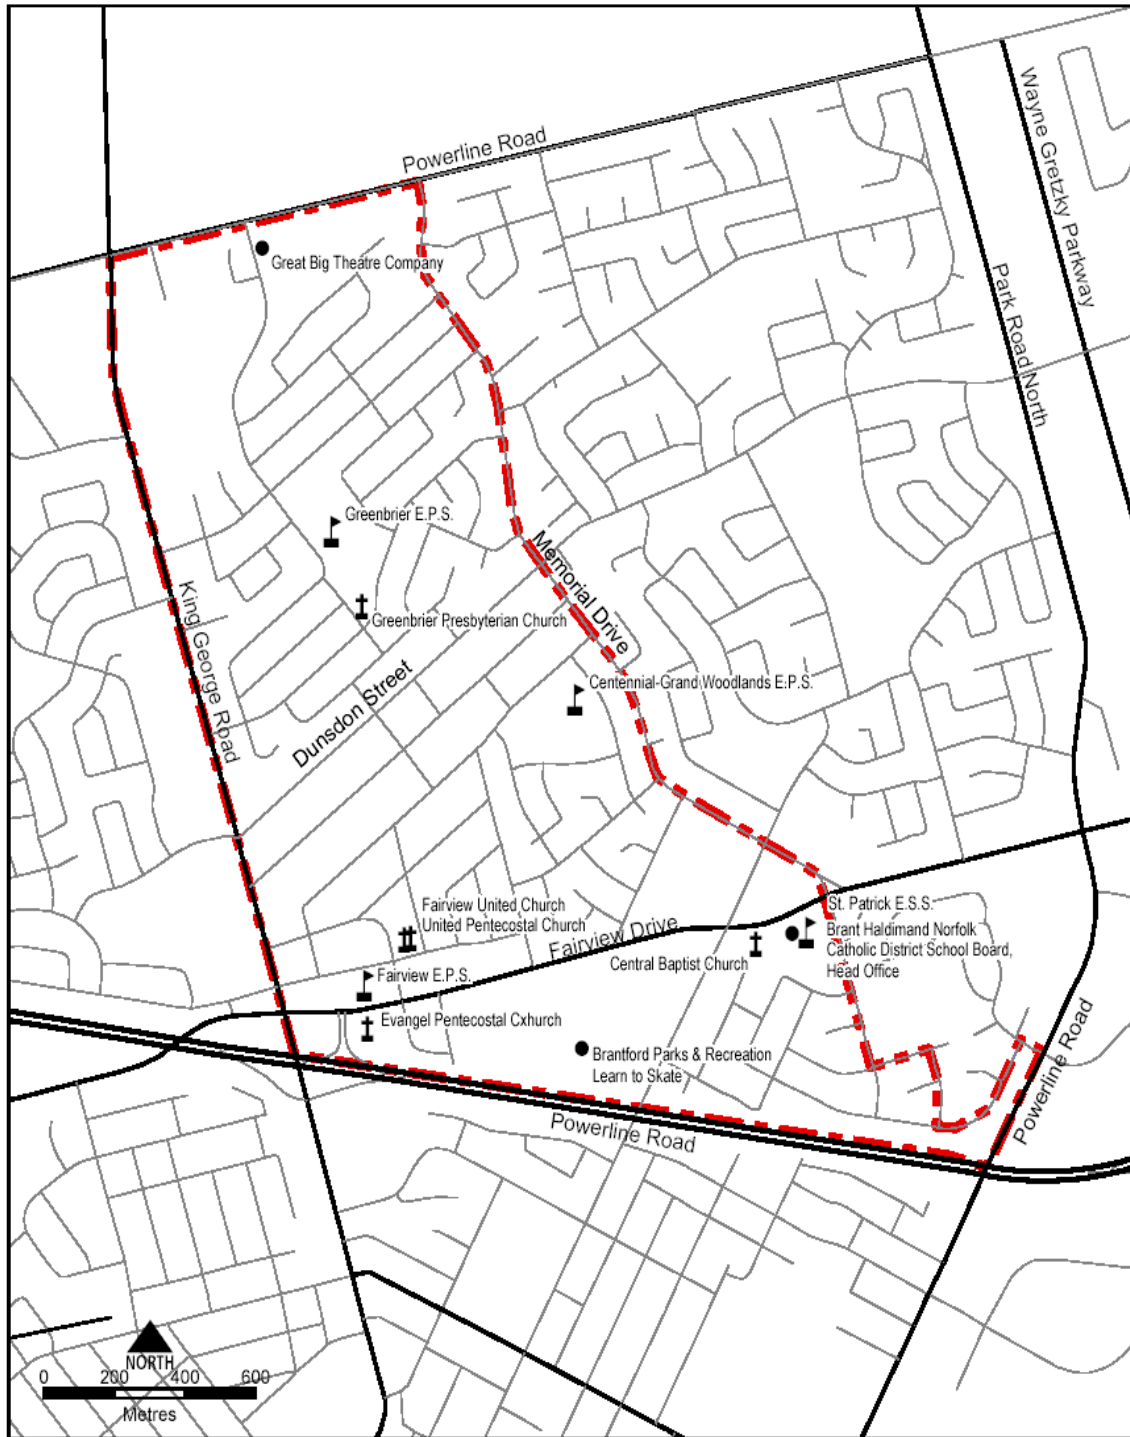 Powerline Road
Wayne Gretzky Parkway
Great Big Theatre Company
Park Road North
Greenbrier E.P.S.
Memorial Drive
King George Road
Greenbrier Presbyterian Church
Dunsdon Street
Centennial-Grand Woodlands E.P.S.
Fairview United Church
United Pentecostal Church
Fairview Drive
St. Patrick E.S.S.
Brant Haldimand Norfolk
Catholic District School Board,
Head Office
Central Baptist Church
Fairview E.P.S.
Evangel Pentecostal Cxhurch
Brantford Parks & Recreation
Learn to Skate
Powerline Road
Powerline Road
NORTH
0 200 400 600
Metres